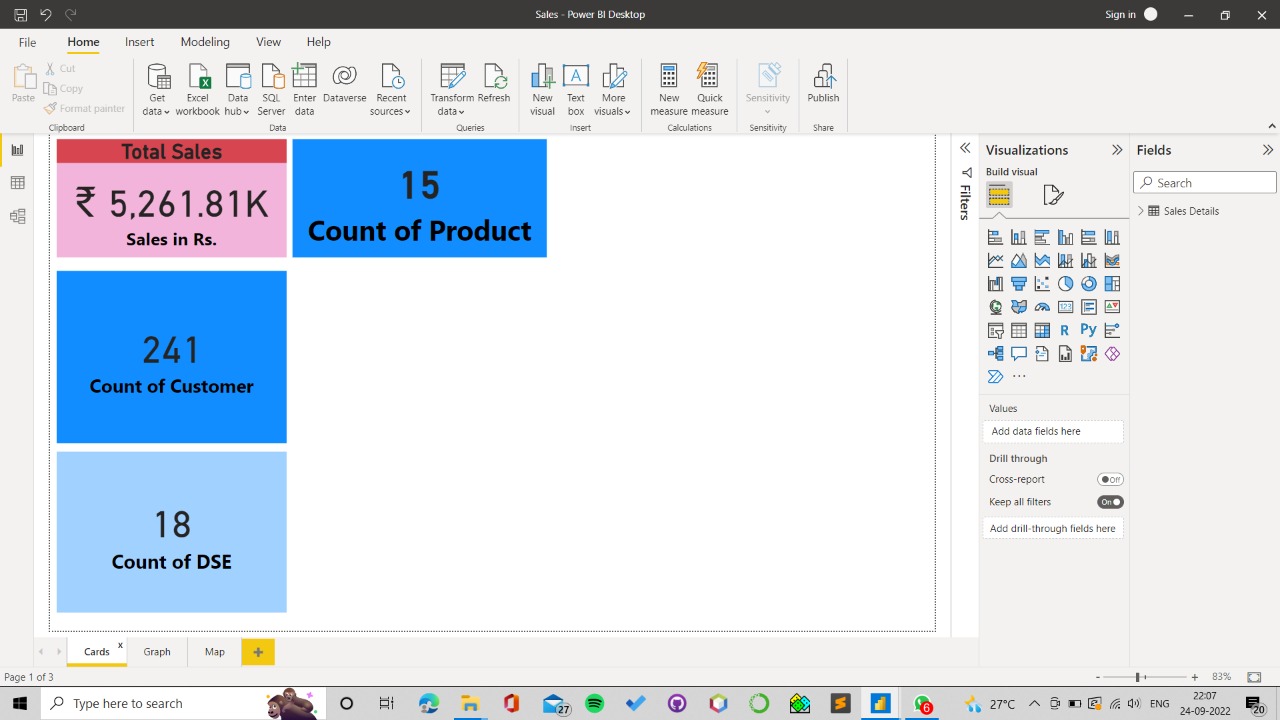 Sales - Power BI Desktop
Sign in
File Home Insert Modeling View Help
Paste
Cut
Copy
Format painter
Clipboard
Get data
Excel workbook
Data hub
SQL Server
Enter data
Dataverse
Recent sources
Data
Transform data
Refresh
Queries
New visual
Text box
More visuals
Insert
New measure
Quick measure
Calculations
Sensitivity
Sensitivity
Publish
Share
Total Sales
₹ 5,261.81K
Sales in Rs.
15
Count of Product
241
Count of Customer
18
Count of DSE
Filters
Visualizations
Build visual
123
R
Py
Values
Add data fields here
Drill through
Cross-report
Off
Keep all filters
On
Add drill-through fields here
Fields
Search
Sales Details
Cards
Graph
Map
Page 1 of 3
83%
Type here to search
27
6
27°C
ENG
22:07
24-09-2022
20